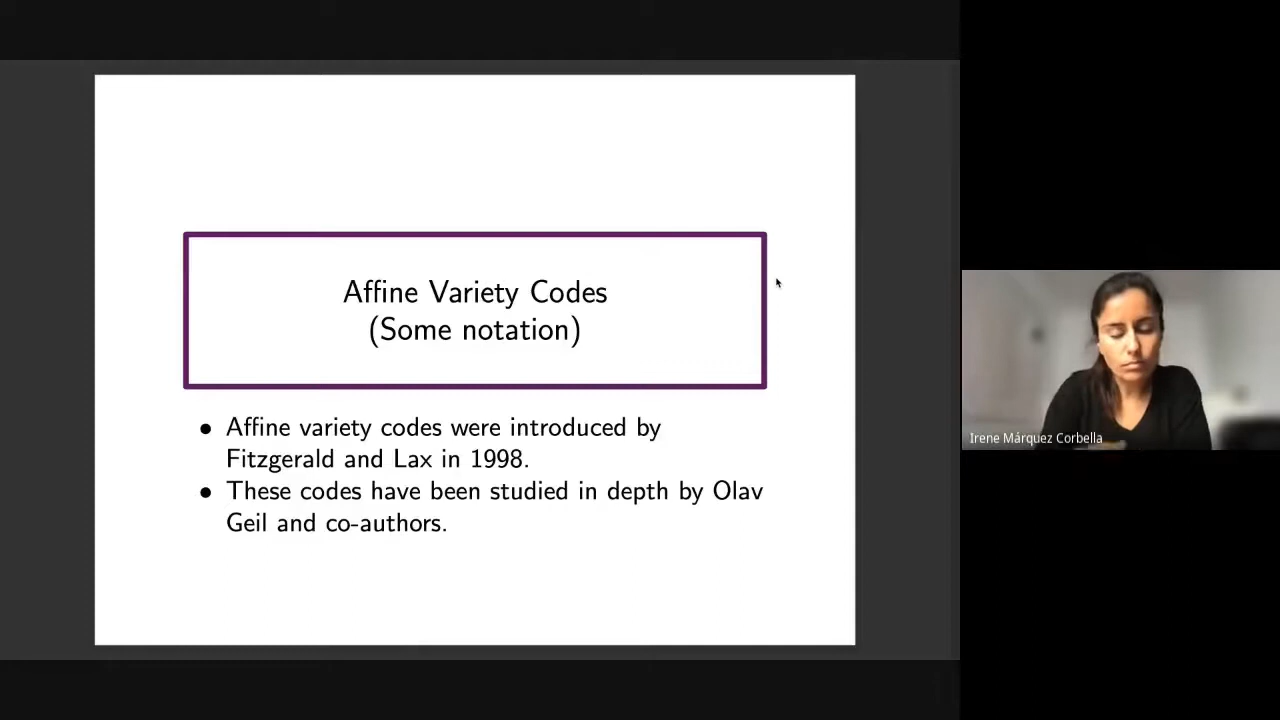 Affine Variety Codes
(Some notation)
• Affine variety codes were introduced by
Fitzgerald and Lax in 1998.
• These codes have been studied in depth by Olav
Geil and co-authors.
Irene Márquez Corbella